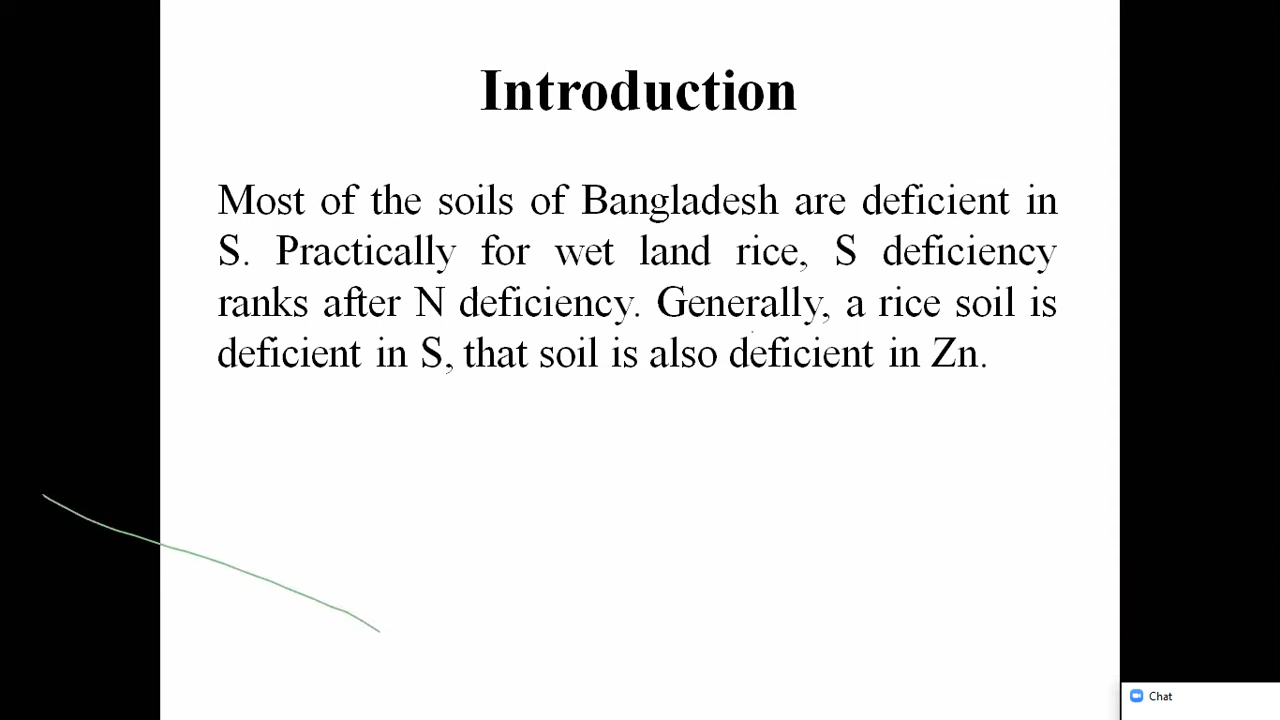 Introduction
Most of the soils of Bangladesh are deficient in
S. Practically for wet land rice, S deficiency
ranks after N deficiency. Generally, a rice soil is
deficient in S, that soil is also deficient in Zn.
Chat